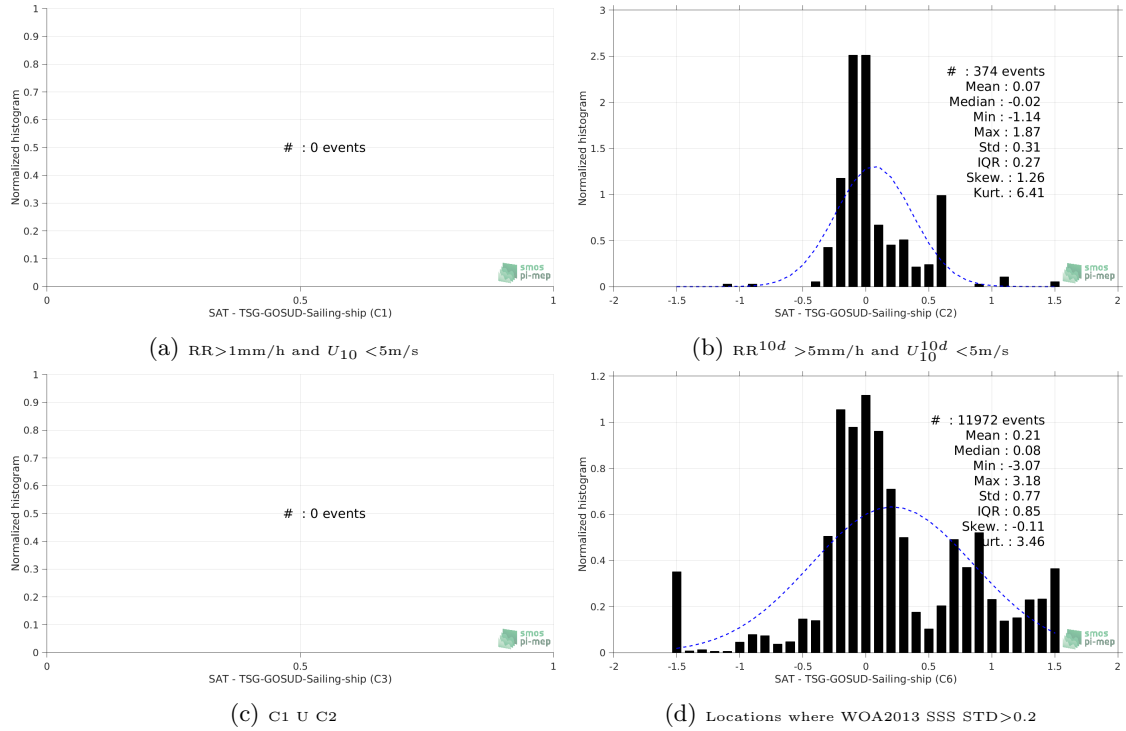 1
0.9
0.8
0.7
0.6
0.5
0.4
0.3
0.2
0.1
0
Normalized histogram
# : 0 events
smos
pi-mep
0 0.5 1
SAT - TSG-GOSUD-Sailing-ship (C1)
(a) RR>1mm/h and U10 <5m/s
3
2.5
2
1.5
1
0.5
0
Normalized histogram
# : 374 events
Mean : 0.07
Median : -0.02
Min : -1.14
Max : 1.87
Std : 0.31
IQR : 0.27
Skew. : 1.26
Kurt. : 6.41
smos
pi-mep
-2 -1.5 -1 -0.5 0 0.5 1 1.5 2
SAT - TSG-GOSUD-Sailing-ship (C2)
(b) RR^10d >5mm/h and U_10^10d <5m/s
1
0.9
0.8
0.7
0.6
0.5
0.4
0.3
0.2
0.1
0
Normalized histogram
# : 0 events
smos
pi-mep
0 0.5 1
SAT - TSG-GOSUD-Sailing-ship (C3)
(c) C1 U C2
1.2
1
0.8
0.6
0.4
0.2
0
Normalized histogram
# : 11972 events
Mean : 0.21
Median : 0.08
Min : -3.07
Max : 3.18
Std : 0.77
IQR : 0.85
Skew. : -0.11
urt. : 3.46
smos
pi-mep
-2 -1.5 -1 -0.5 0 0.5 1 1.5 2
SAT - TSG-GOSUD-Sailing-ship (C6)
(d) Locations where WOA2013 SSS STD>0.2